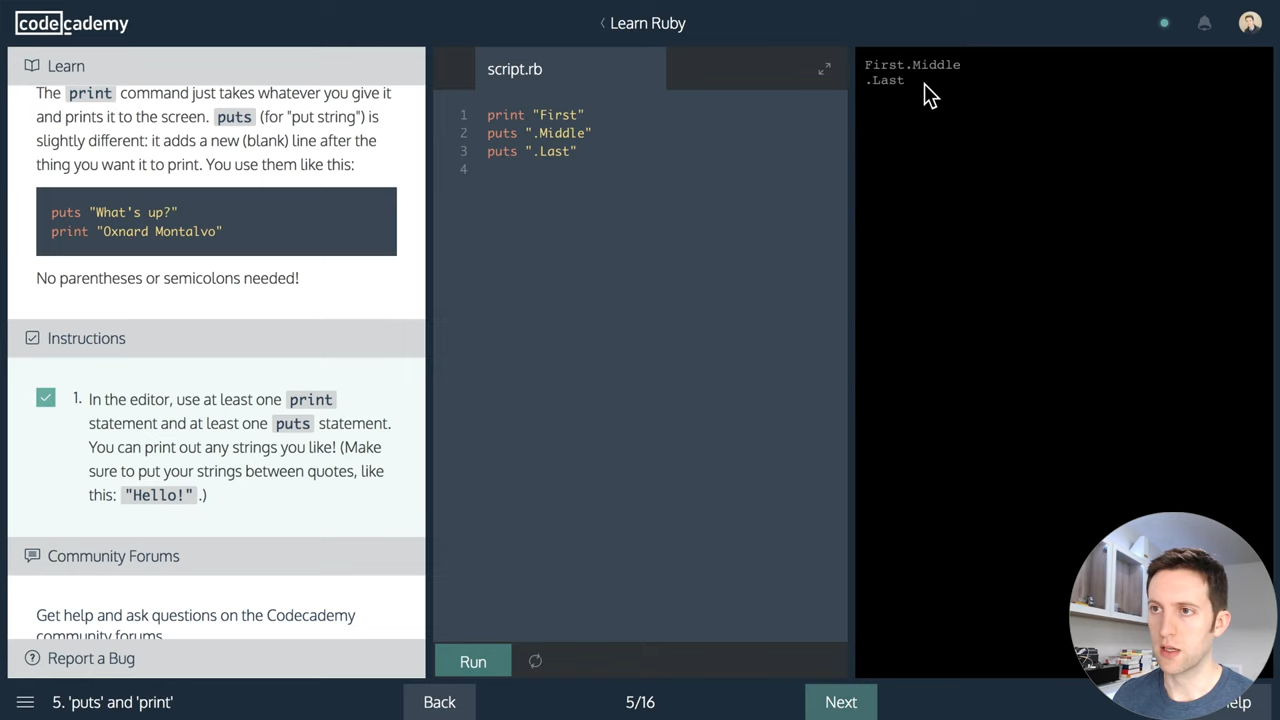 codecademy
Learn Ruby
Learn
The print command just takes whatever you give it
and prints it to the screen. puts (for "put string") is
slightly different: it adds a new (blank) line after the
thing you want it to print. You use them like this:
puts "What's up?"
print "Oxnard Montalvo"
No parentheses or semicolons needed!
Instructions
1. In the editor, use at least one print
statement and at least one puts statement.
You can print out any strings you like! (Make
sure to put your strings between quotes, like
this: "Hello!" .)
Community Forums
Get help and ask questions on the Codecademy
community forums
Report a Bug
5. 'puts' and 'print'
script.rb
1 print "First"
2 puts ".Middle"
3 puts ".Last"
4
Run
Back
5/16
Next
First.Middle
.Last
elp